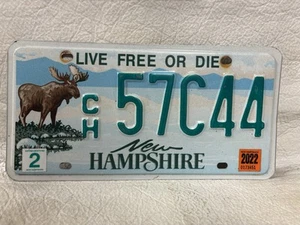 LIVE FREE OR DIE
CH 57C44
2
New
HAMPSHIRE
2022